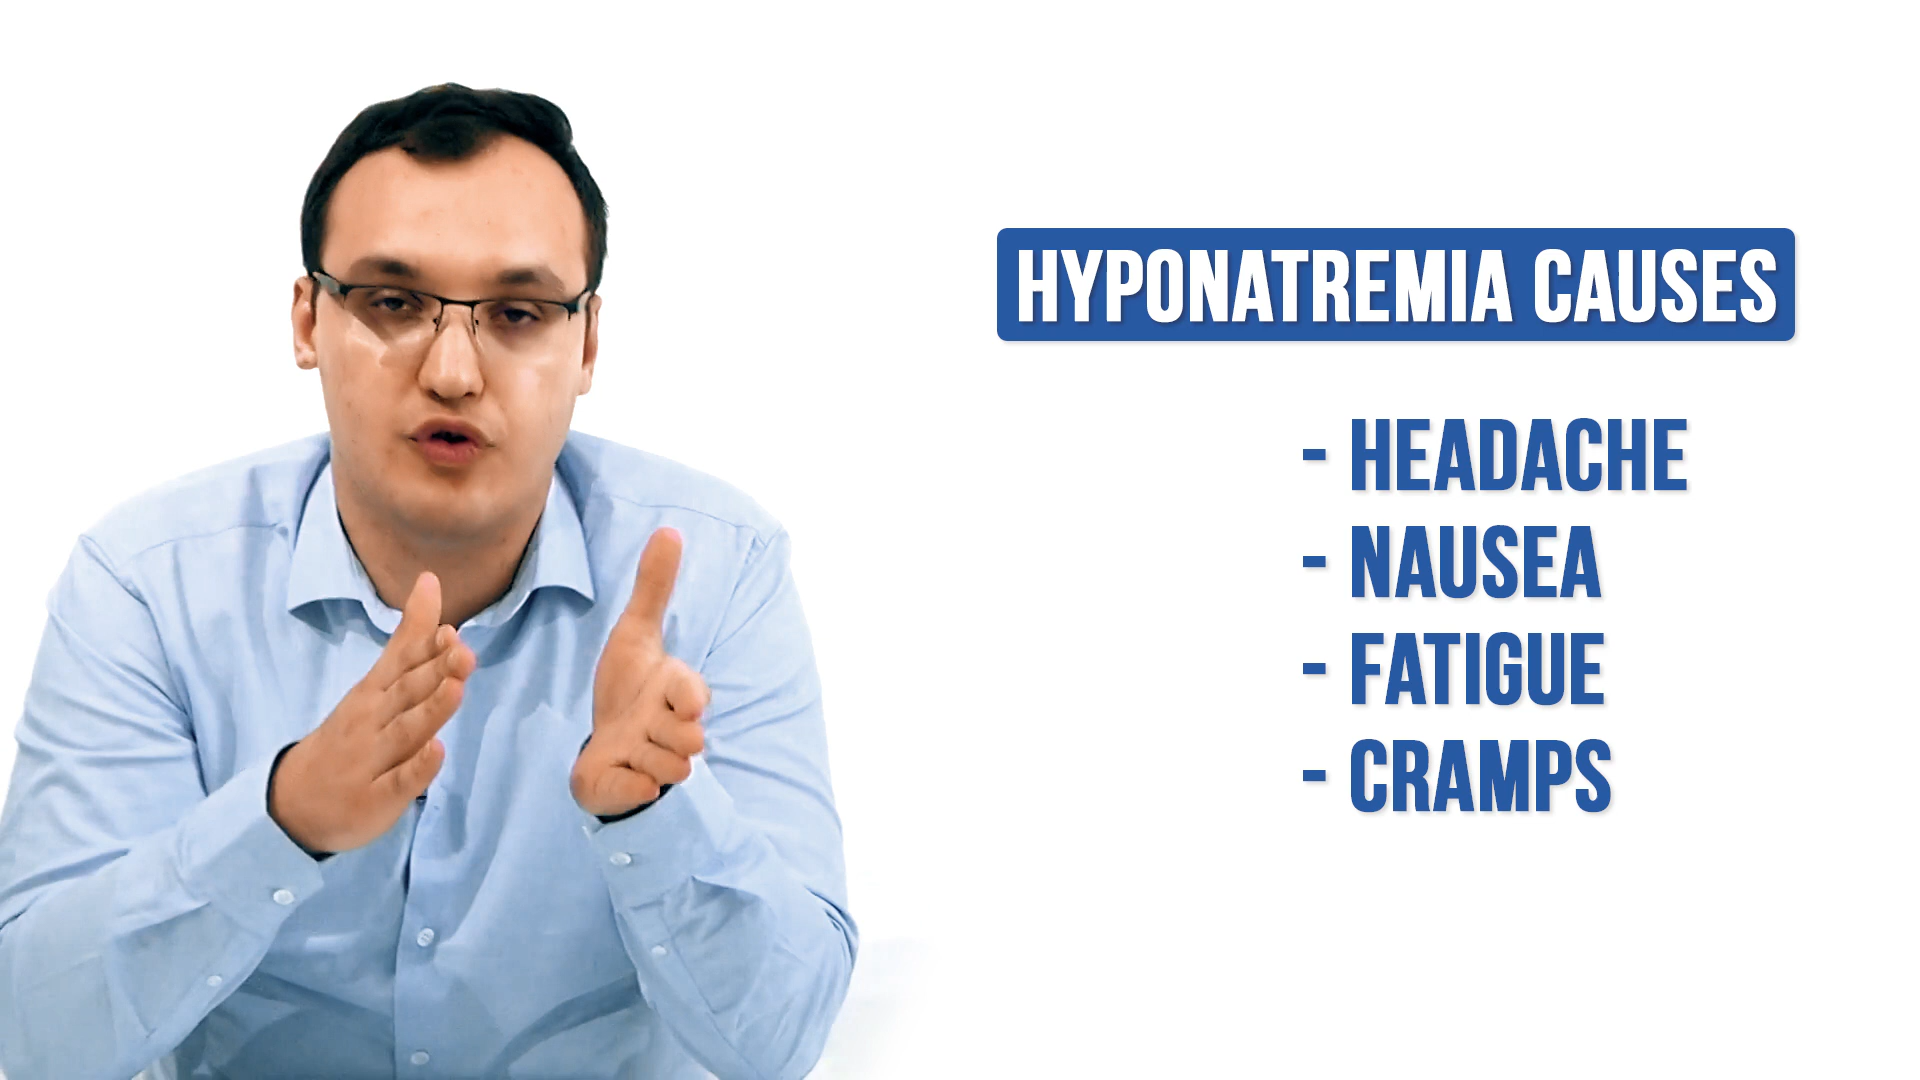 HYPONATREMIA CAUSES
- HEADACHE
- NAUSEA
- FATIGUE
- CRAMPS